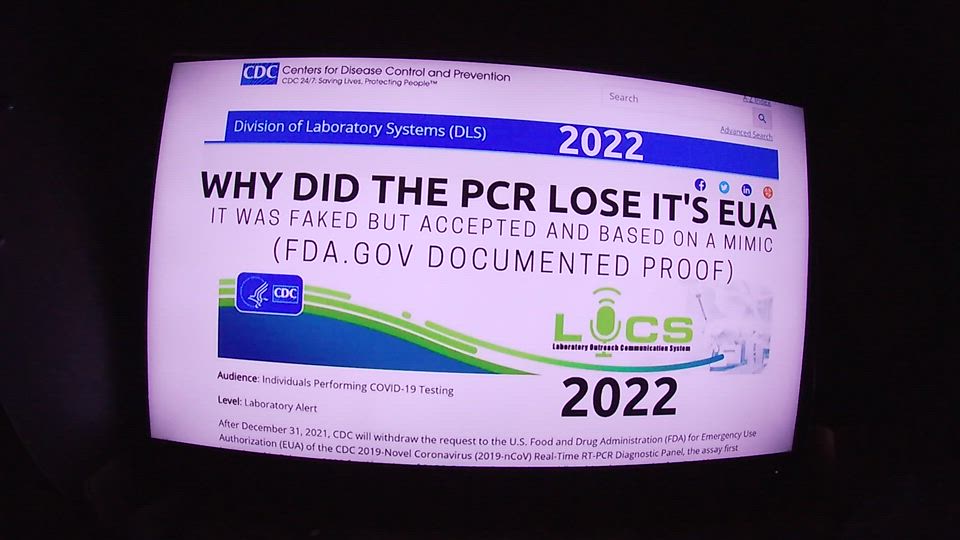 CDC Centers for Disease Control and Prevention
CDC 24/7: Saving Lives, Protecting People™
Search
A-Z Index
Advanced Search
Division of Laboratory Systems (DLS)
2022
WHY DID THE PCR LOSE IT'S EUA
IT WAS FAKED BUT ACCEPTED AND BASED ON A MIMIC
(FDA.GOV DOCUMENTED PROOF)
CDC
LOCS
Laboratory Outreach Communication System
Audience: Individuals Performing COVID-19 Testing
2022
Level: Laboratory Alert
After December 31, 2021, CDC will withdraw the request to the U.S. Food and Drug Administration (FDA) for Emergency Use
Authorization (EUA) of the CDC 2019-Novel Coronavirus (2019-nCoV) Real-Time RT-PCR Diagnostic Panel, the assay first